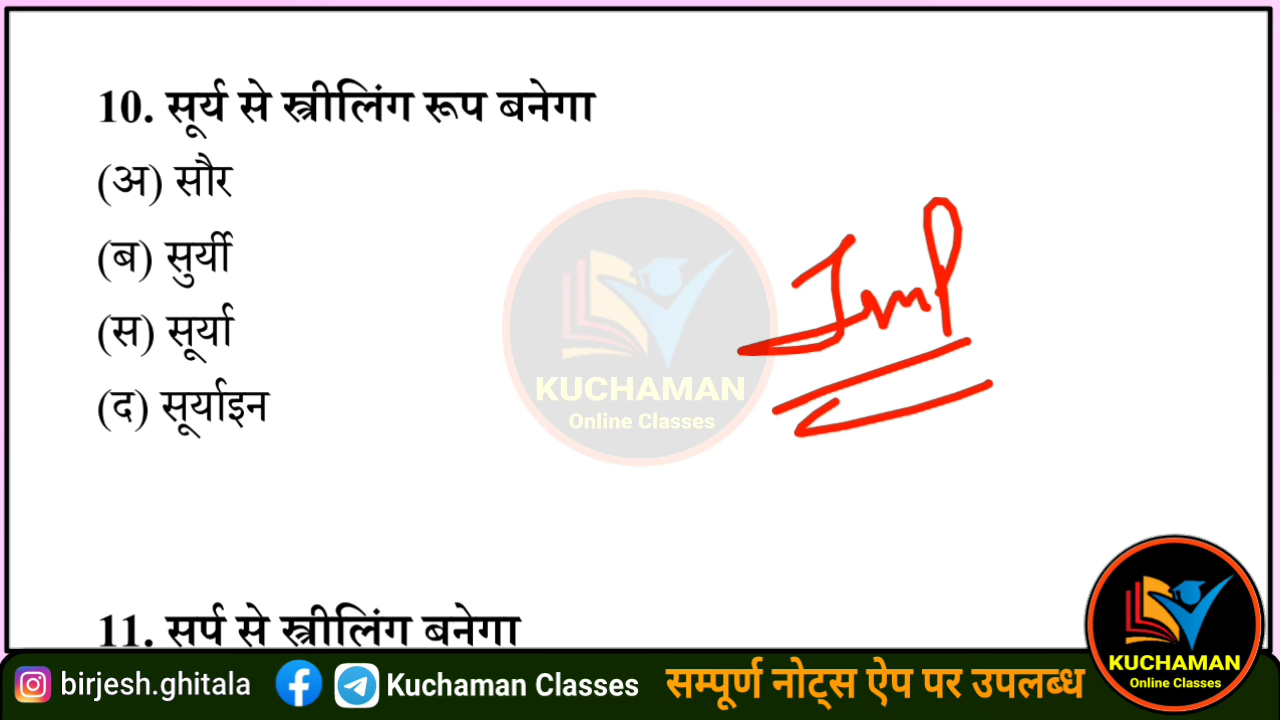 10. सूर्य से स्त्रीलिंग रूप बनेगा
(अ) सौर
(ब) सुर्यी
(स) सूर्या
(द) सूर्याइन
Imp
KUCHAMAN
Online Classes
11. सर्प से स्त्रीलिंग बनेगा
birjesh.ghitala
Kuchaman Classes
सम्पूर्ण नोट्स ऐप पर उपलब्ध
KUCHAMAN
Online Classes